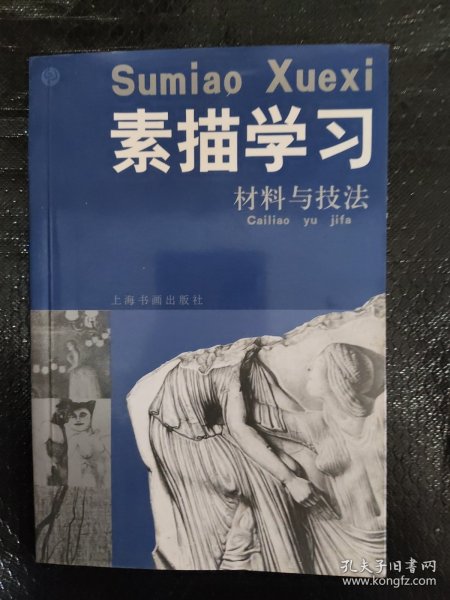 Sumiao Xuexi
素描学习
材料与技法
Cailiao yu jifa
上海书画出版社
孔夫子旧书网
www.kongfz.com